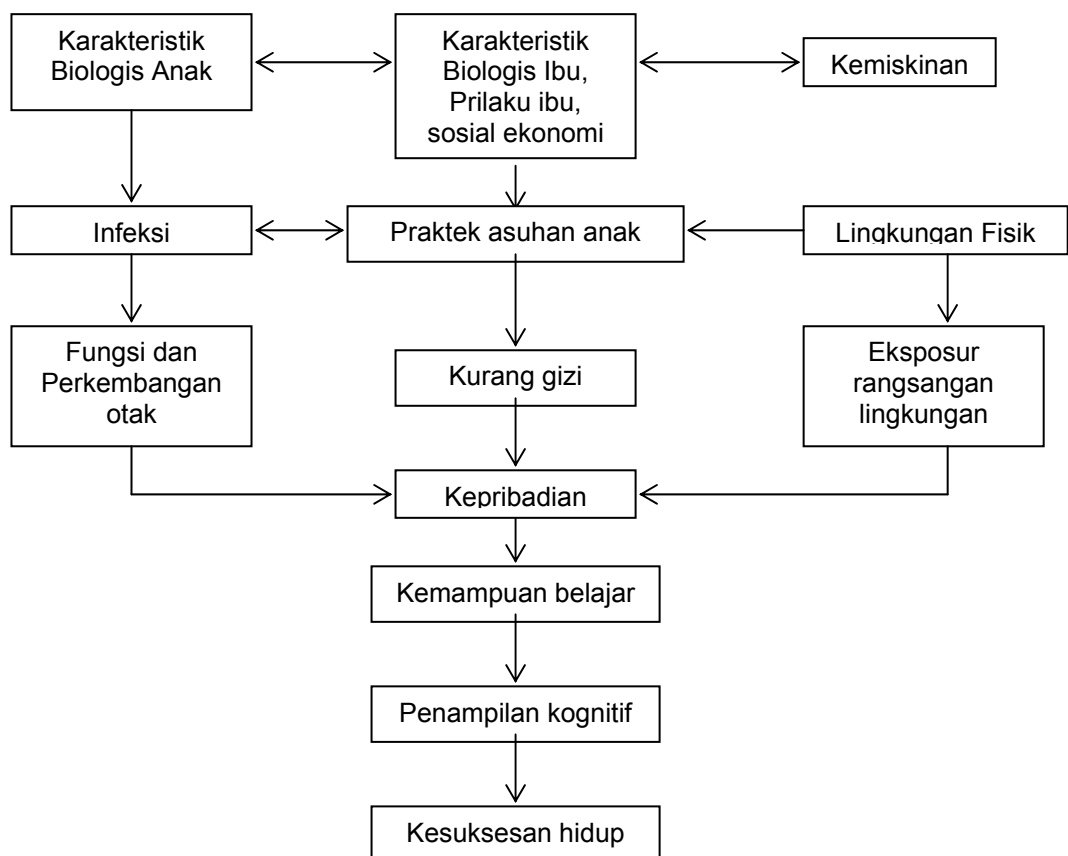 Karakteristik
Biologis Anak
Karakteristik
Biologis Ibu,
Prilaku ibu,
sosial ekonomi
Kemiskinan
Infeksi
Praktek asuhan anak
Lingkungan Fisik
Fungsi dan
Perkembangan
otak
Kurang gizi
Eksposur
rangsangan
lingkungan
Kepribadian
Kemampuan belajar
Penampilan kognitif
Kesuksesan hidup